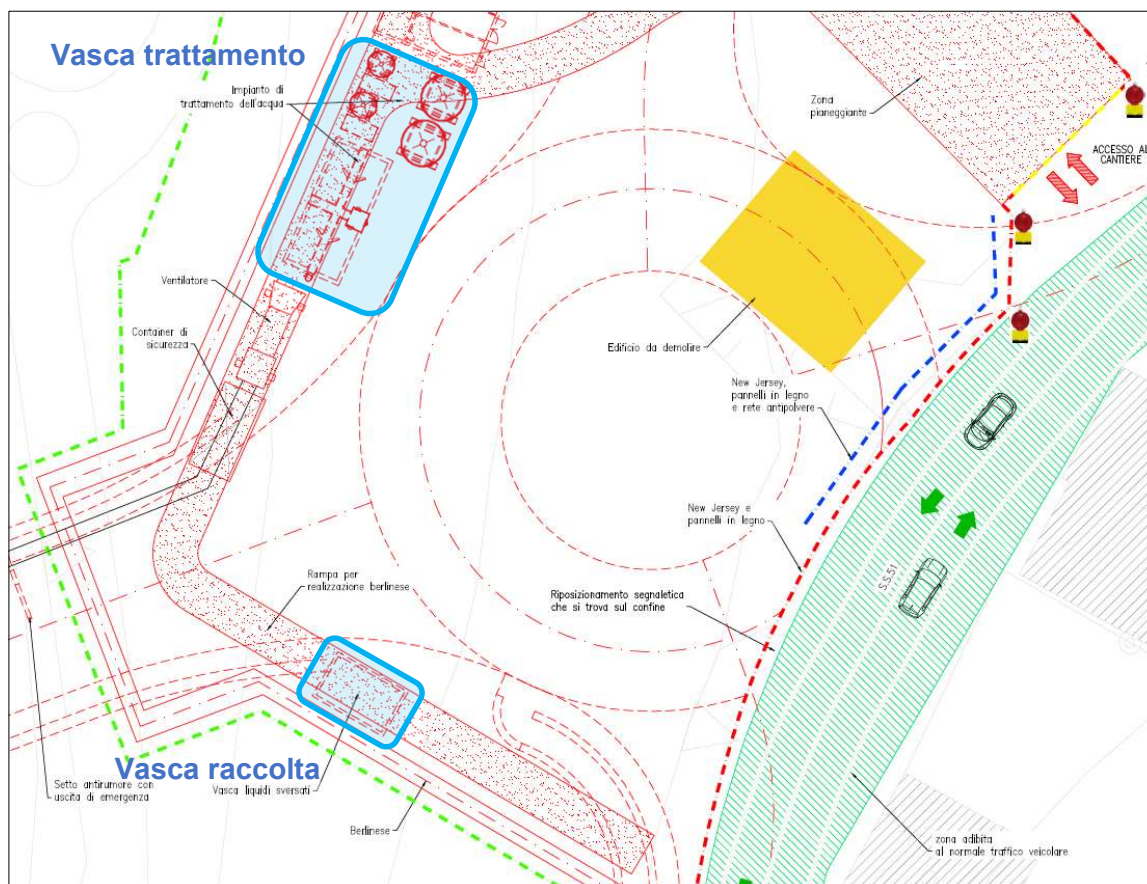 Vasca trattamento
Impianto di
trattamento dell'acqua
Zona
pianeggiante
ACCESSO AL
CANTIERE
Ventilatore
Container di
sicurezza
Edificio da demolire
New Jersey,
pannelli in legno
e rete antipolvere
New Jersey e
pannelli in legno
S.S.51
Rampa per
realizzazione berlinese
Riposizionamento segnaletica
che si trova sul confine
Vasca raccolta
Setto antirumore con
uscita di emergenza
Vasca liquidi sversati
Berlinese
zona adibita
al normale traffico veicolare